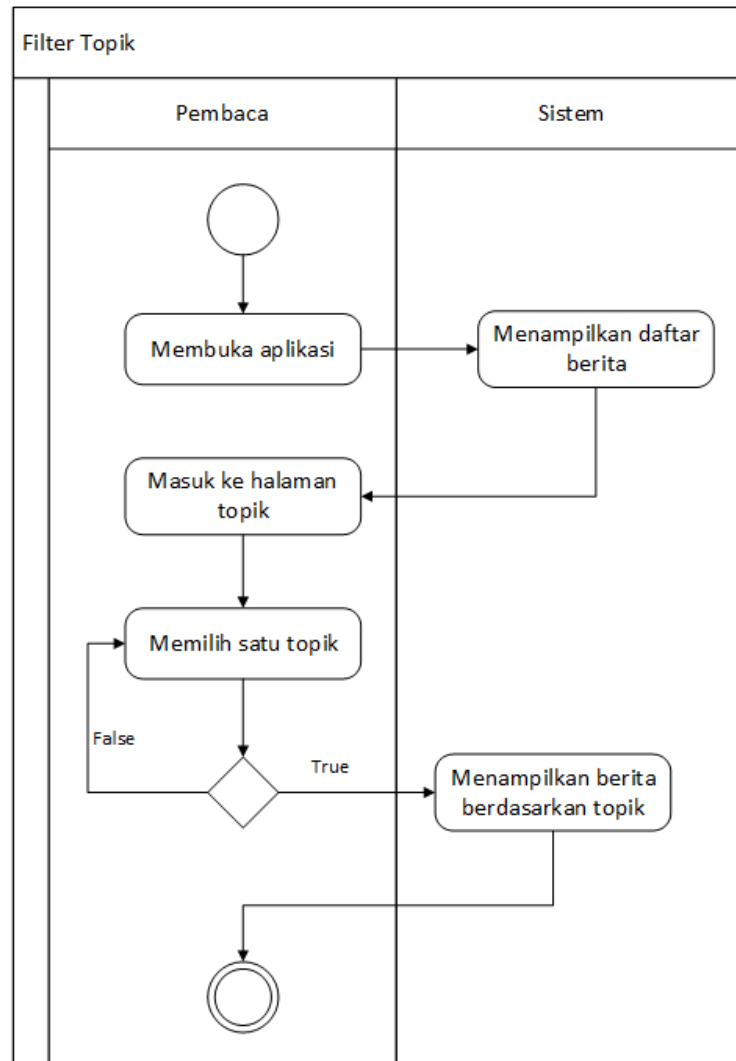 Filter Topik
Pembaca
Sistem
Membuka aplikasi
Menampilkan daftar
berita
Masuk ke halaman
topik
Memilih satu topik
False
True
Menampilkan berita
berdasarkan topik